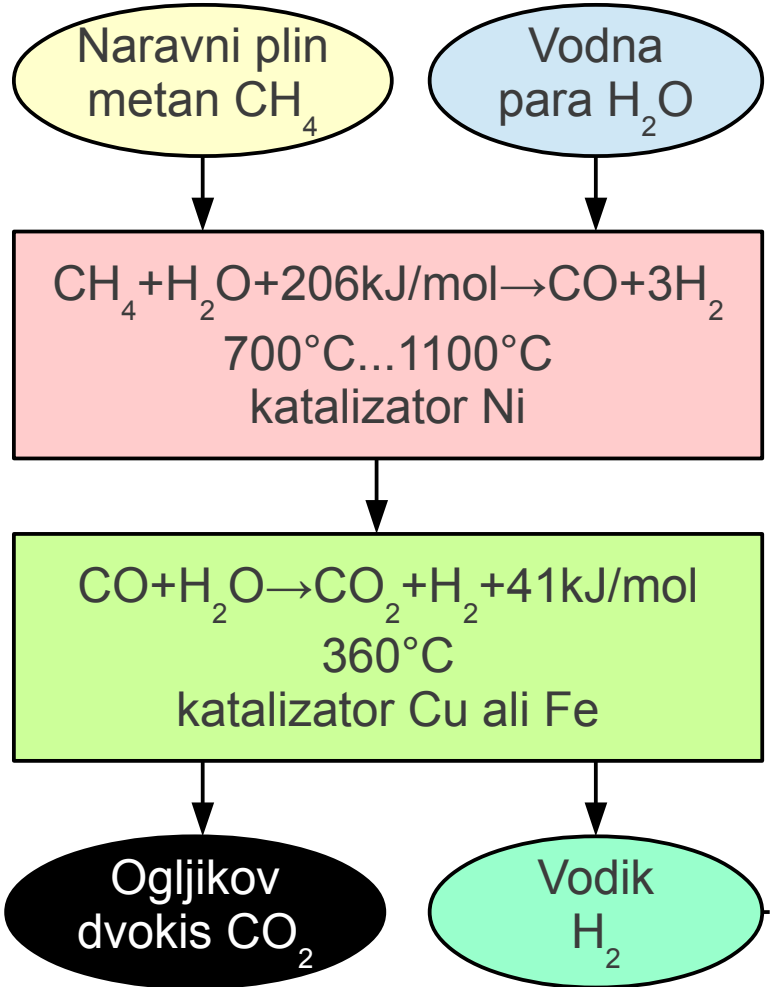 Naravni plin
metan CH₄
Vodna
para H₂O
CH₄+H₂O+206kJ/mol→CO+3H₂
700°C...1100°C
katalizator Ni
CO+H₂O→CO₂+H₂+41kJ/mol
360°C
katalizator Cu ali Fe
Ogljikov
dvokis CO₂
Vodik
H₂